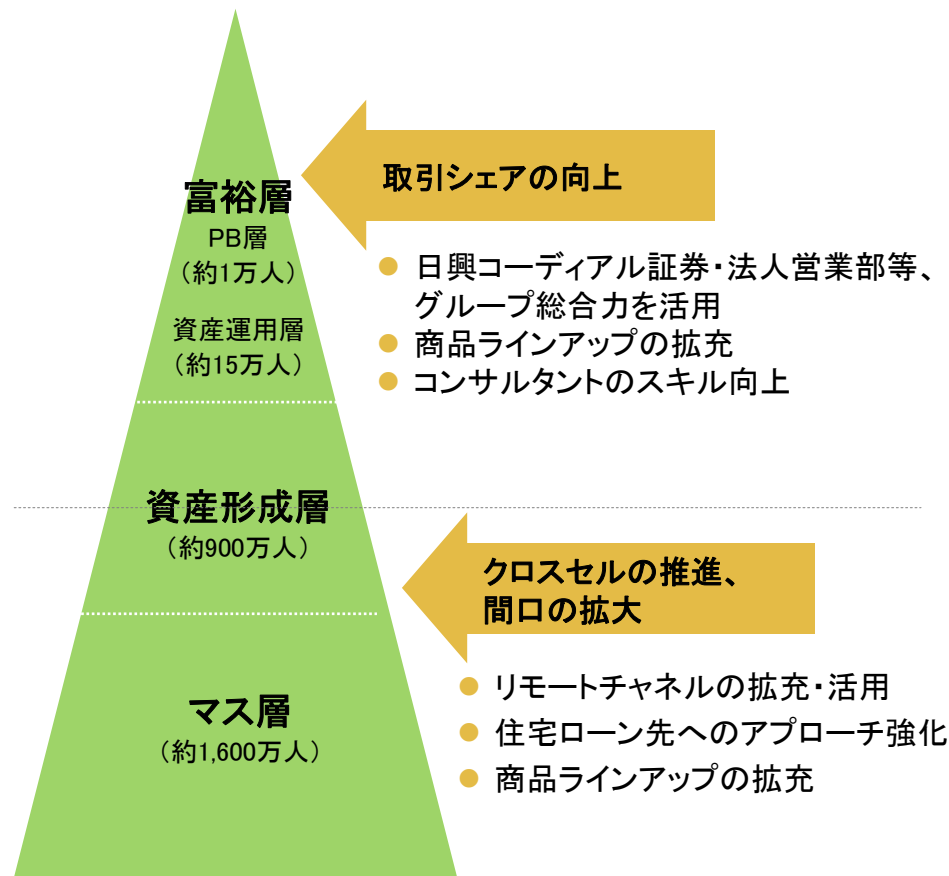 富裕層
PB層
（約1万人）
資産運用層
（約15万人）
取引シェアの向上
● 日興コーディアル証券・法人営業部等、
グループ総合力を活用
● 商品ラインアップの拡充
● コンサルタントのスキル向上
資産形成層
（約900万人）
クロスセルの推進、
間口の拡大
● リモートチャネルの拡充・活用
● 住宅ローン先へのアプローチ強化
● 商品ラインアップの拡充
マス層
（約1,600万人）